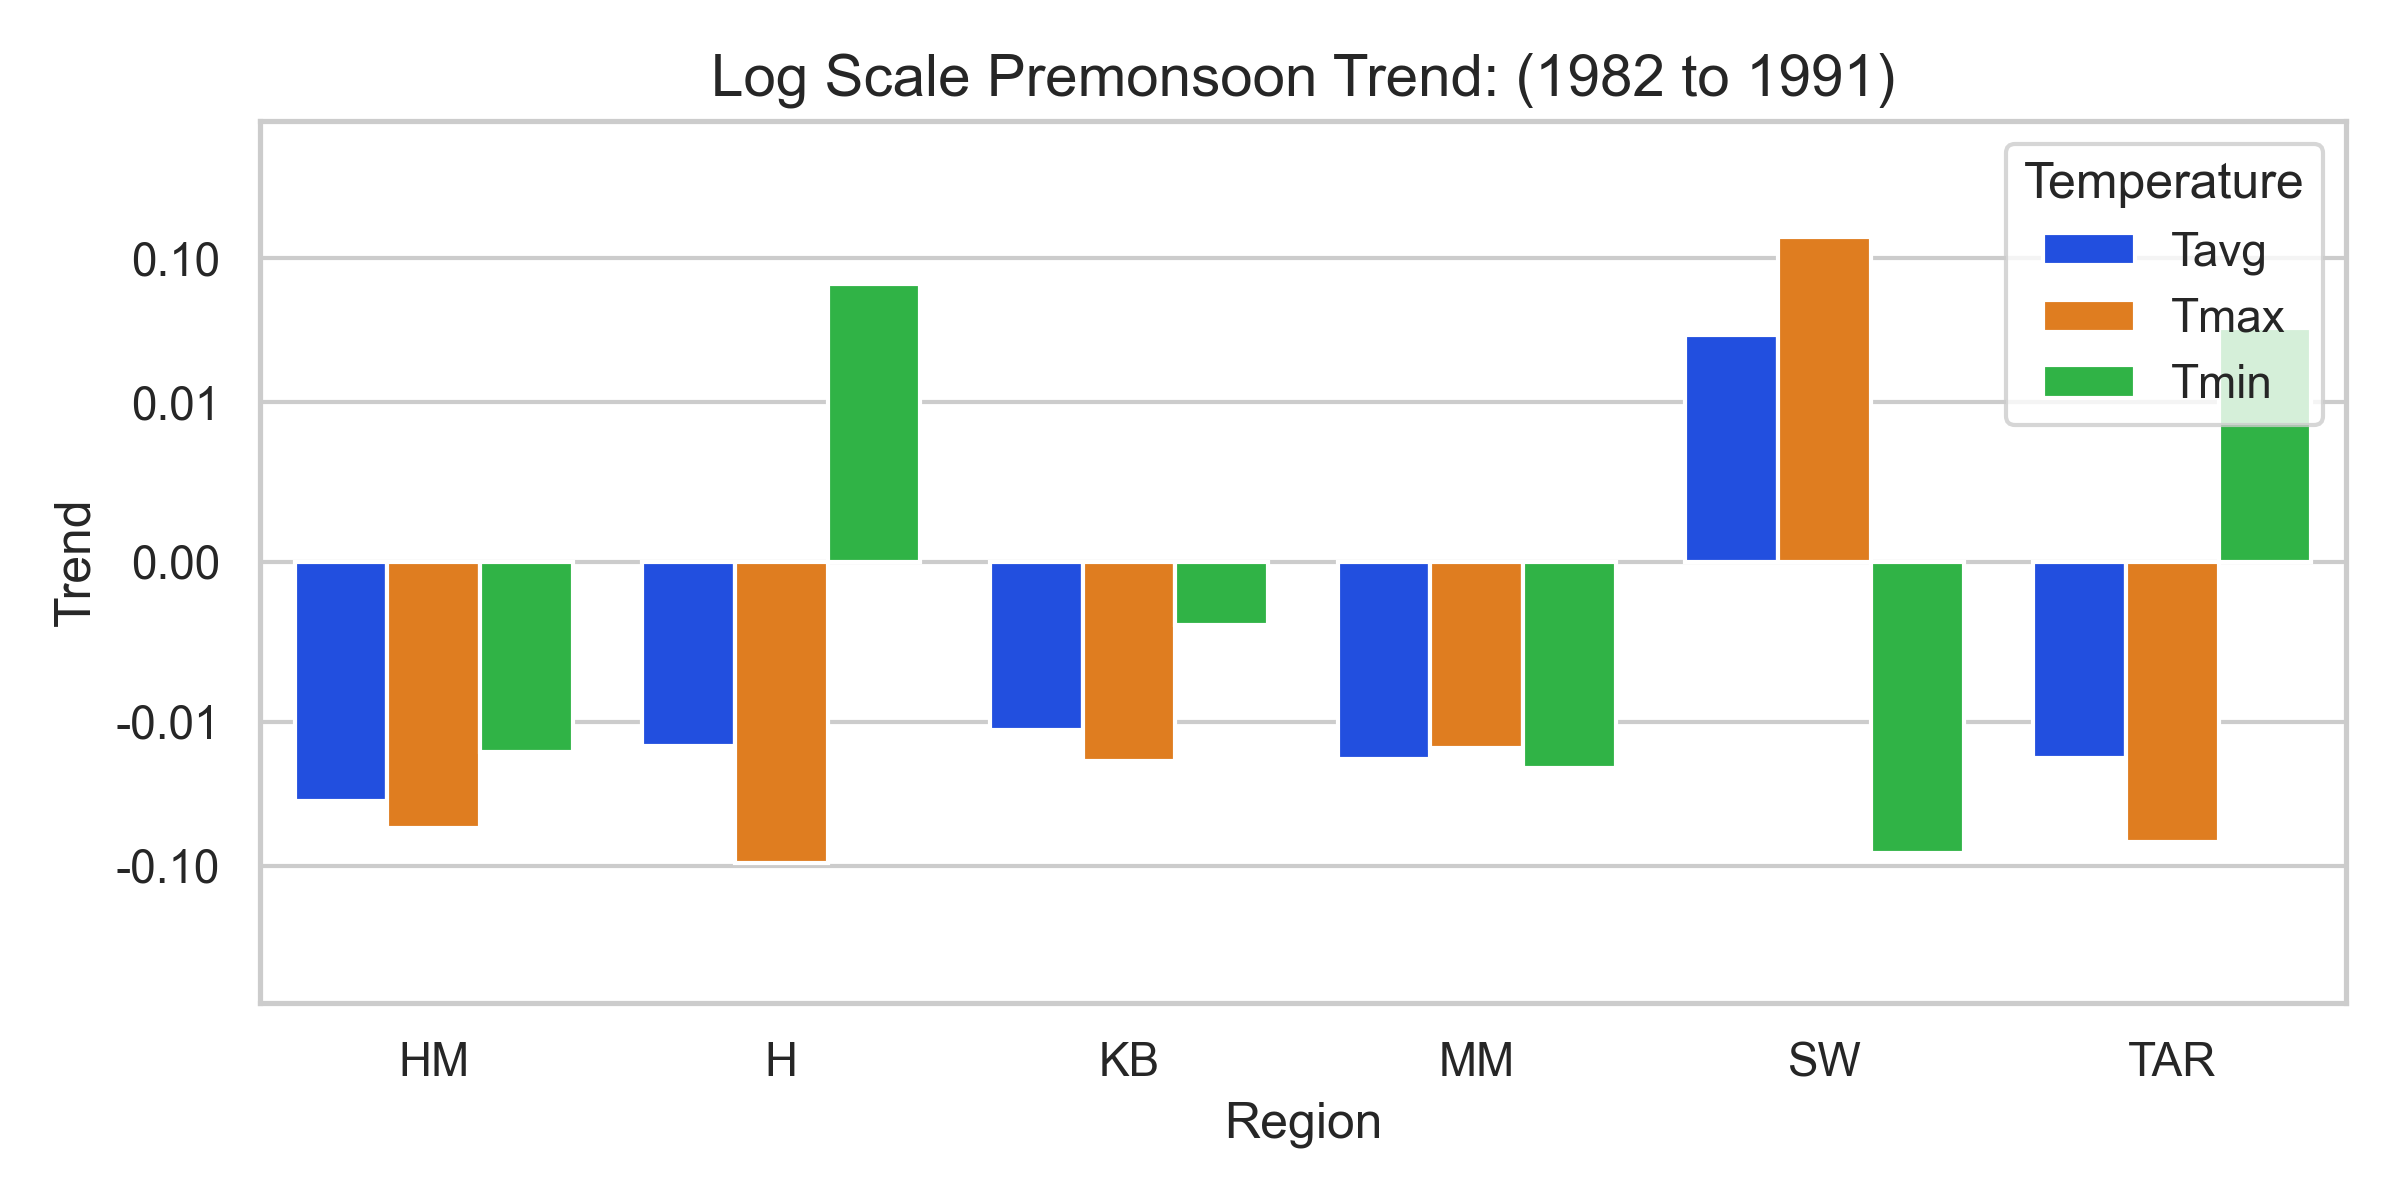 Log Scale Premonsoon Trend: (1982 to 1991)
Temperature
Tavg
Tmax
Tmin
0.10
0.01
0.00
-0.01
-0.10
Trend
HM H KB MM SW TAR
Region